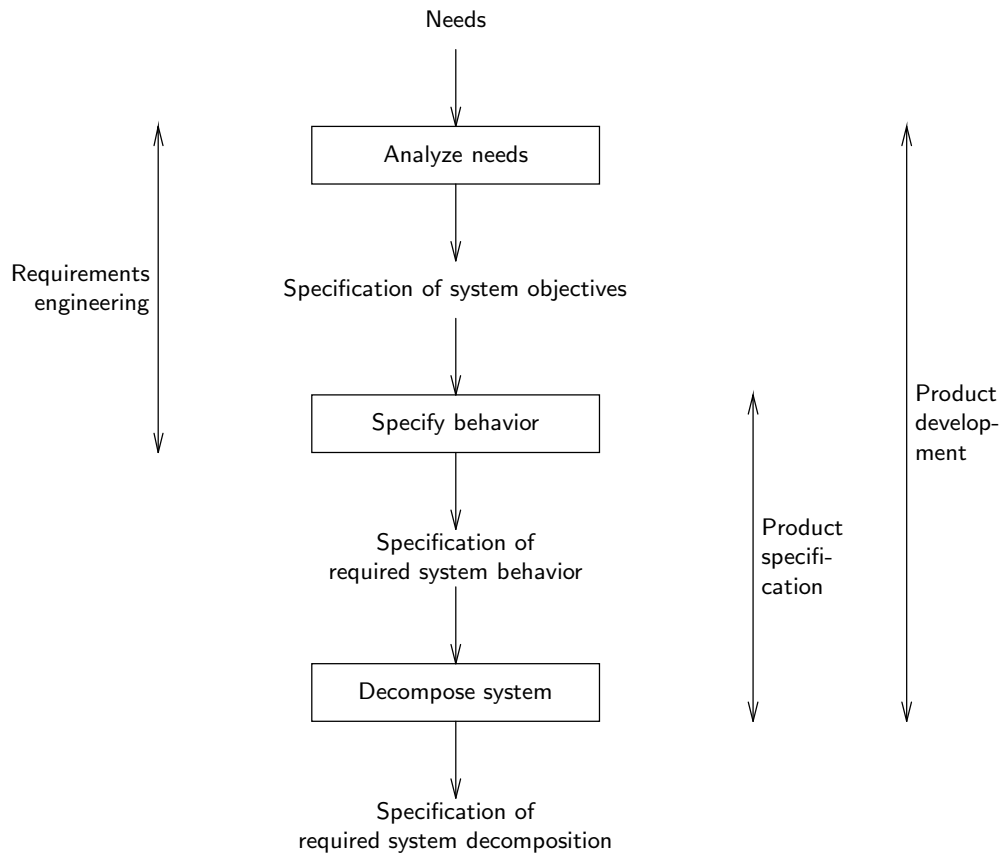 Needs
Analyze needs
Requirements
engineering
Specification of system objectives
Specify behavior
Product
develop-
ment
Specification of
required system behavior
Product
specifi-
cation
Decompose system
Specification of
required system decomposition